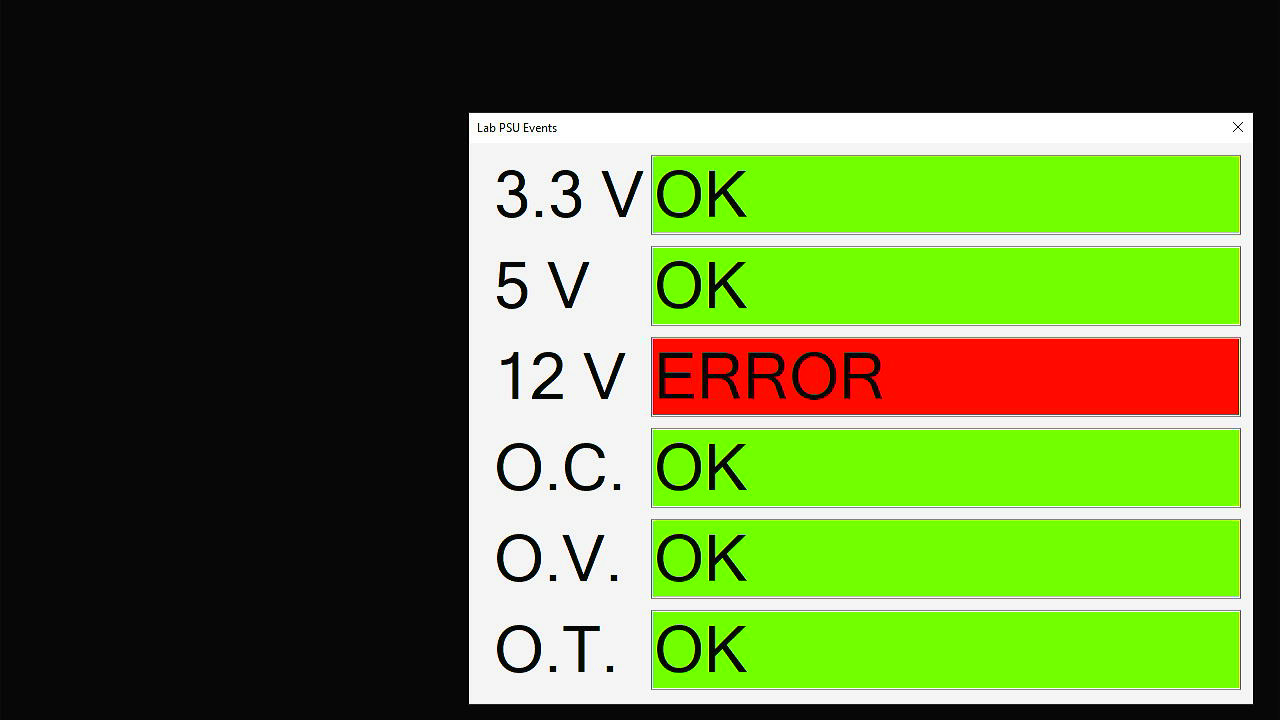 Lab PSU Events
3.3 V OK
5 V OK
12 V ERROR
O.C. OK
O.V. OK
O.T. OK